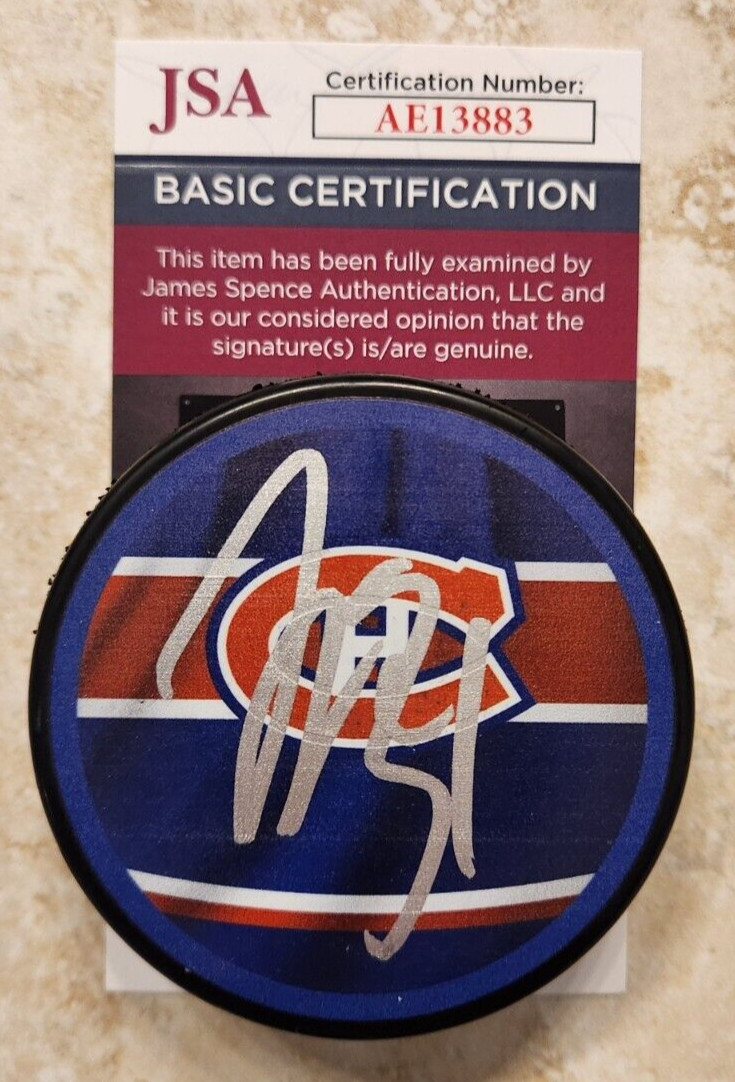 JSA
Certification Number:
AE13883
BASIC CERTIFICATION
This item has been fully examined by
James Spence Authentication, LLC and
it is our considered opinion that the
signature(s) is/are genuine.
CH